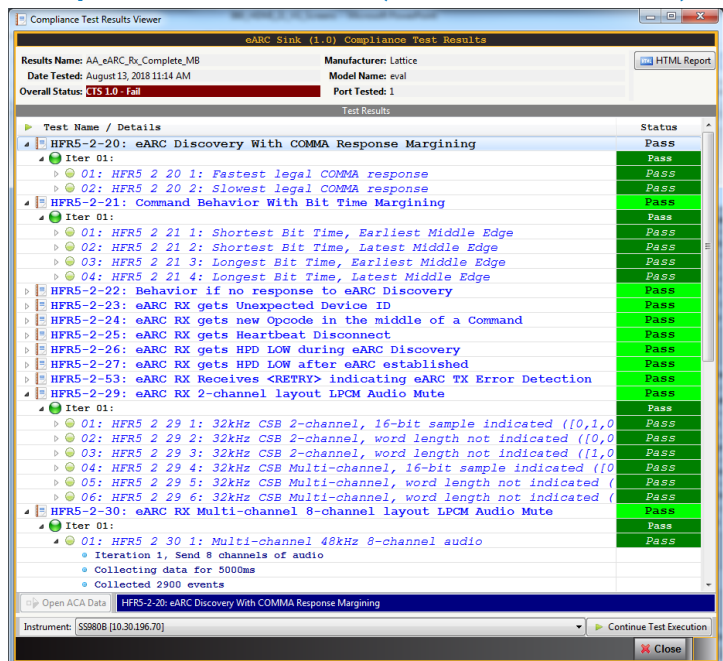 Compliance Test Results Viewer
eARC Sink (1.0) Compliance Test Results
Results Name: AA_eARC_Rx_Complete_MB
Manufacturer: Lattice
HTML Report
Date Tested: August 13, 2018 11:14 AM
Model Name: eval
Overall Status: CTS 1.0 - Fail
Port Tested: 1
Test Results
Test Name / Details Status
HFR5-2-20: eARC Discovery With COMMA Response Margining Pass
Iter 01: Pass
01: HFR5 2 20 1: Fastest legal COMMA response Pass
02: HFR5 2 20 2: Slowest legal COMMA response Pass
HFR5-2-21: Command Behavior With Bit Time Margining Pass
Iter 01: Pass
01: HFR5 2 21 1: Shortest Bit Time, Earliest Middle Edge Pass
02: HFR5 2 21 2: Shortest Bit Time, Latest Middle Edge Pass
03: HFR5 2 21 3: Longest Bit Time, Earliest Middle Edge Pass
04: HFR5 2 21 4: Longest Bit Time, Latest Middle Edge Pass
HFR5-2-22: Behavior if no response to eARC Discovery Pass
HFR5-2-23: eARC RX gets Unexpected Device ID Pass
HFR5-2-24: eARC RX gets new Opcode in the middle of a Command Pass
HFR5-2-25: eARC RX gets Heartbeat Disconnect Pass
HFR5-2-26: eARC RX gets HPD LOW during eARC Discovery Pass
HFR5-2-27: eARC RX gets HPD LOW after eARC established Pass
HFR5-2-53: eARC RX Receives <RETRY> indicating eARC TX Error Detection Pass
HFR5-2-29: eARC RX 2-channel layout LPCM Audio Mute Pass
Iter 01: Pass
01: HFR5 2 29 1: 32kHz CSB 2-channel, 16-bit sample indicated ([0,1,0 Pass
02: HFR5 2 29 2: 32kHz CSB 2-channel, word length not indicated ([0,0 Pass
03: HFR5 2 29 3: 32kHz CSB 2-channel, word length not indicated ([1,0 Pass
04: HFR5 2 29 4: 32kHz CSB Multi-channel, 16-bit sample indicated ([0 Pass
05: HFR5 2 29 5: 32kHz CSB Multi-channel, word length not indicated ( Pass
06: HFR5 2 29 6: 32kHz CSB Multi-channel, word length not indicated ( Pass
HFR5-2-30: eARC RX Multi-channel 8-channel layout LPCM Audio Mute Pass
Iter 01: Pass
01: HFR5 2 30 1: Multi-channel 48kHz 8-channel audio Pass
Iteration 1, Send 8 channels of audio
Collecting data for 5000ms
Collected 2900 events
Open ACA Data HFR5-2-20: eARC Discovery With COMMA Response Margining
Instrument: SS980B [10.30.196.70] Continue Test Execution
Close